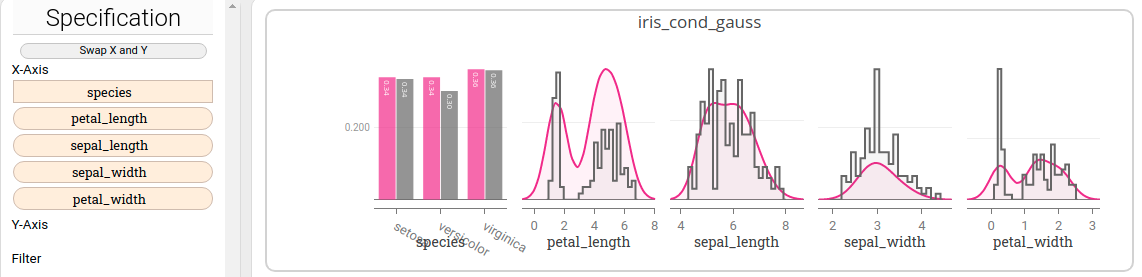 Specification
Swap X and Y
X-Axis
species
petal_length
sepal_length
sepal_width
petal_width
Y-Axis
Filter
iris_cond_gauss
0.200
0.34 0.34 0.34 0.30 0.36 0.36
setosa versicolor virginica
species
0 2 4 6 8
petal_length
4 6 8
sepal_length
2 3 4
sepal_width
0 1 2 3
petal_width